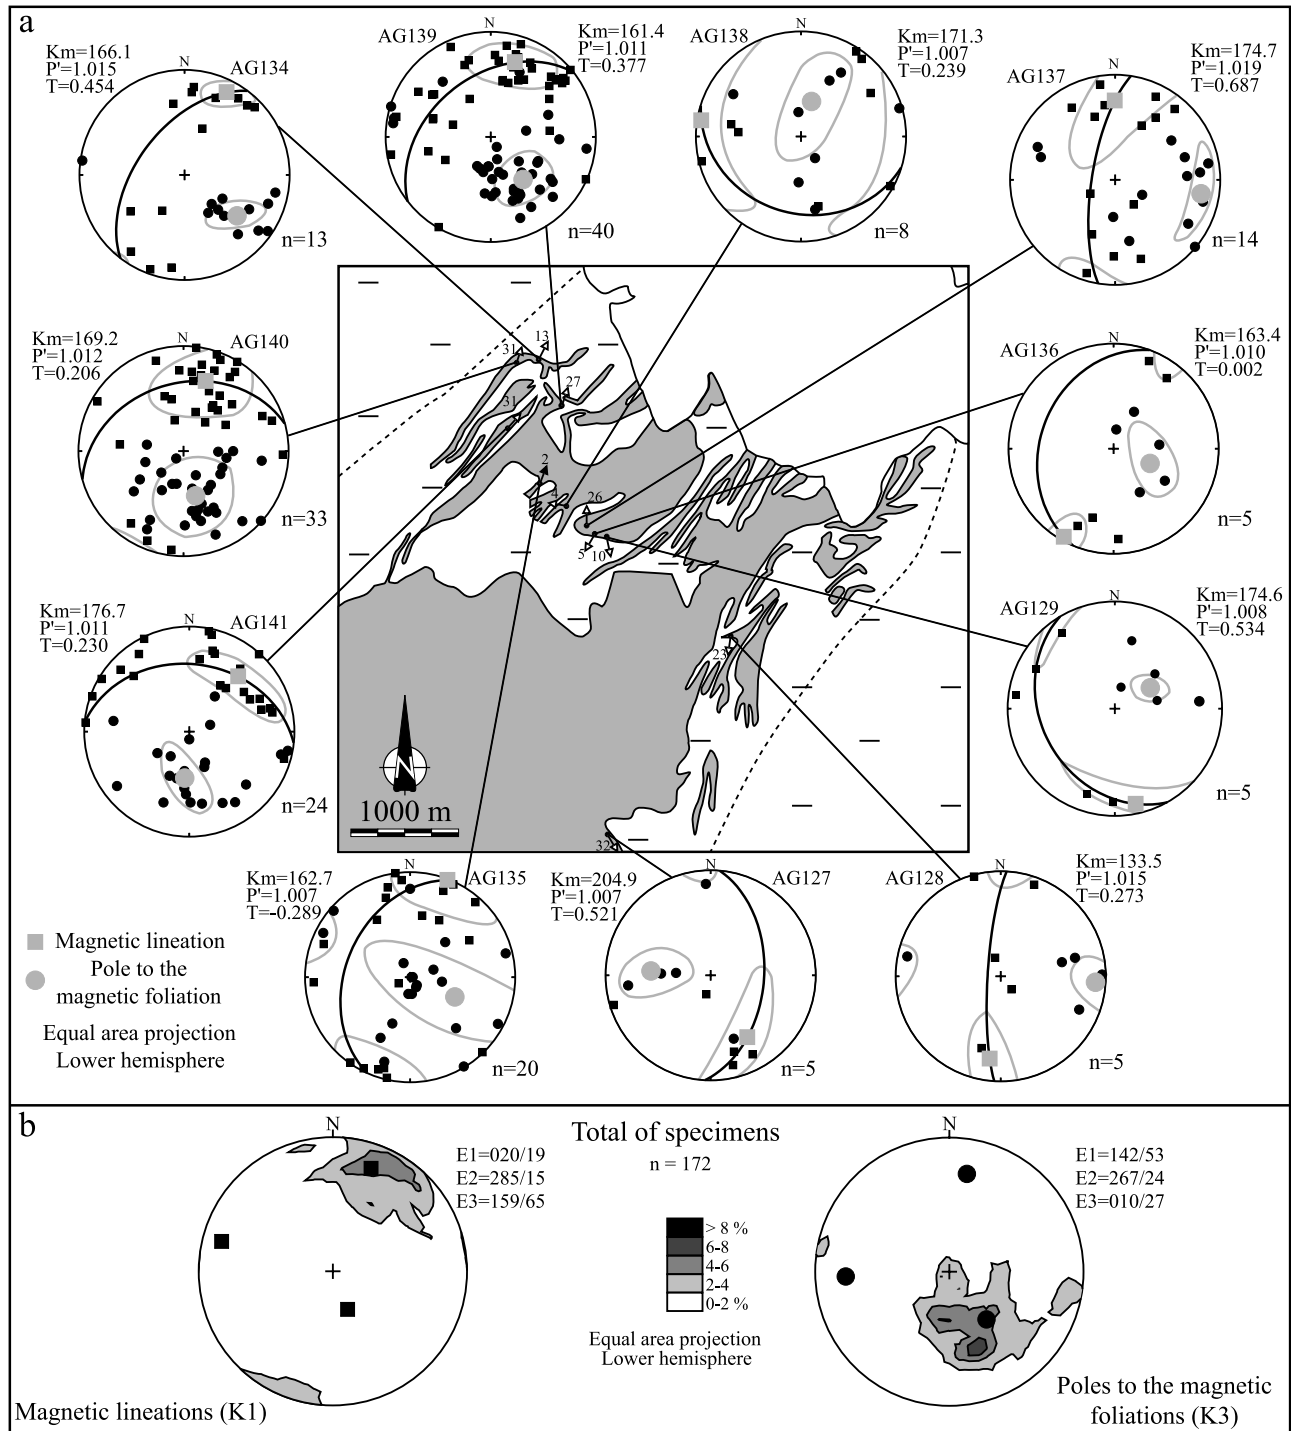 a
Km=166.1
P'=1.015
T=0.454
AG134
n=13
AG139
N
Km=161.4
P'=1.011
T=0.377
n=40
AG138
N
Km=171.3
P'=1.007
T=0.239
n=8
Km=174.7
P'=1.019
T=0.687
AG137
N
n=14
N
Km=169.2
P'=1.012
T=0.206
AG140
N
n=33
Km=163.4
P'=1.010
T=0.002
AG136
N
n=5
Km=176.7
P'=1.011
T=0.230
AG141
N
n=24
Km=174.6
P'=1.008
T=0.534
AG129
N
n=5
31
13
27
31
2
4
26
5
10
23
32
N
1000 m
Km=162.7
P'=1.007
T=-0.289
N
AG135
n=20
Km=204.9
P'=1.007
T=0.521
N
AG127
n=5
AG128
N
Km=133.5
P'=1.015
T=0.273
n=5
Magnetic lineation
Pole to the
magnetic foliation
Equal area projection
Lower hemisphere
b
N
E1=020/19
E2=285/15
E3=159/65
Total of specimens
n = 172
N
E1=142/53
E2=267/24
E3=010/27
> 8 %
6-8
4-6
2-4
0-2 %
Equal area projection
Lower hemisphere
Magnetic lineations (K1)
Poles to the magnetic
foliations (K3)